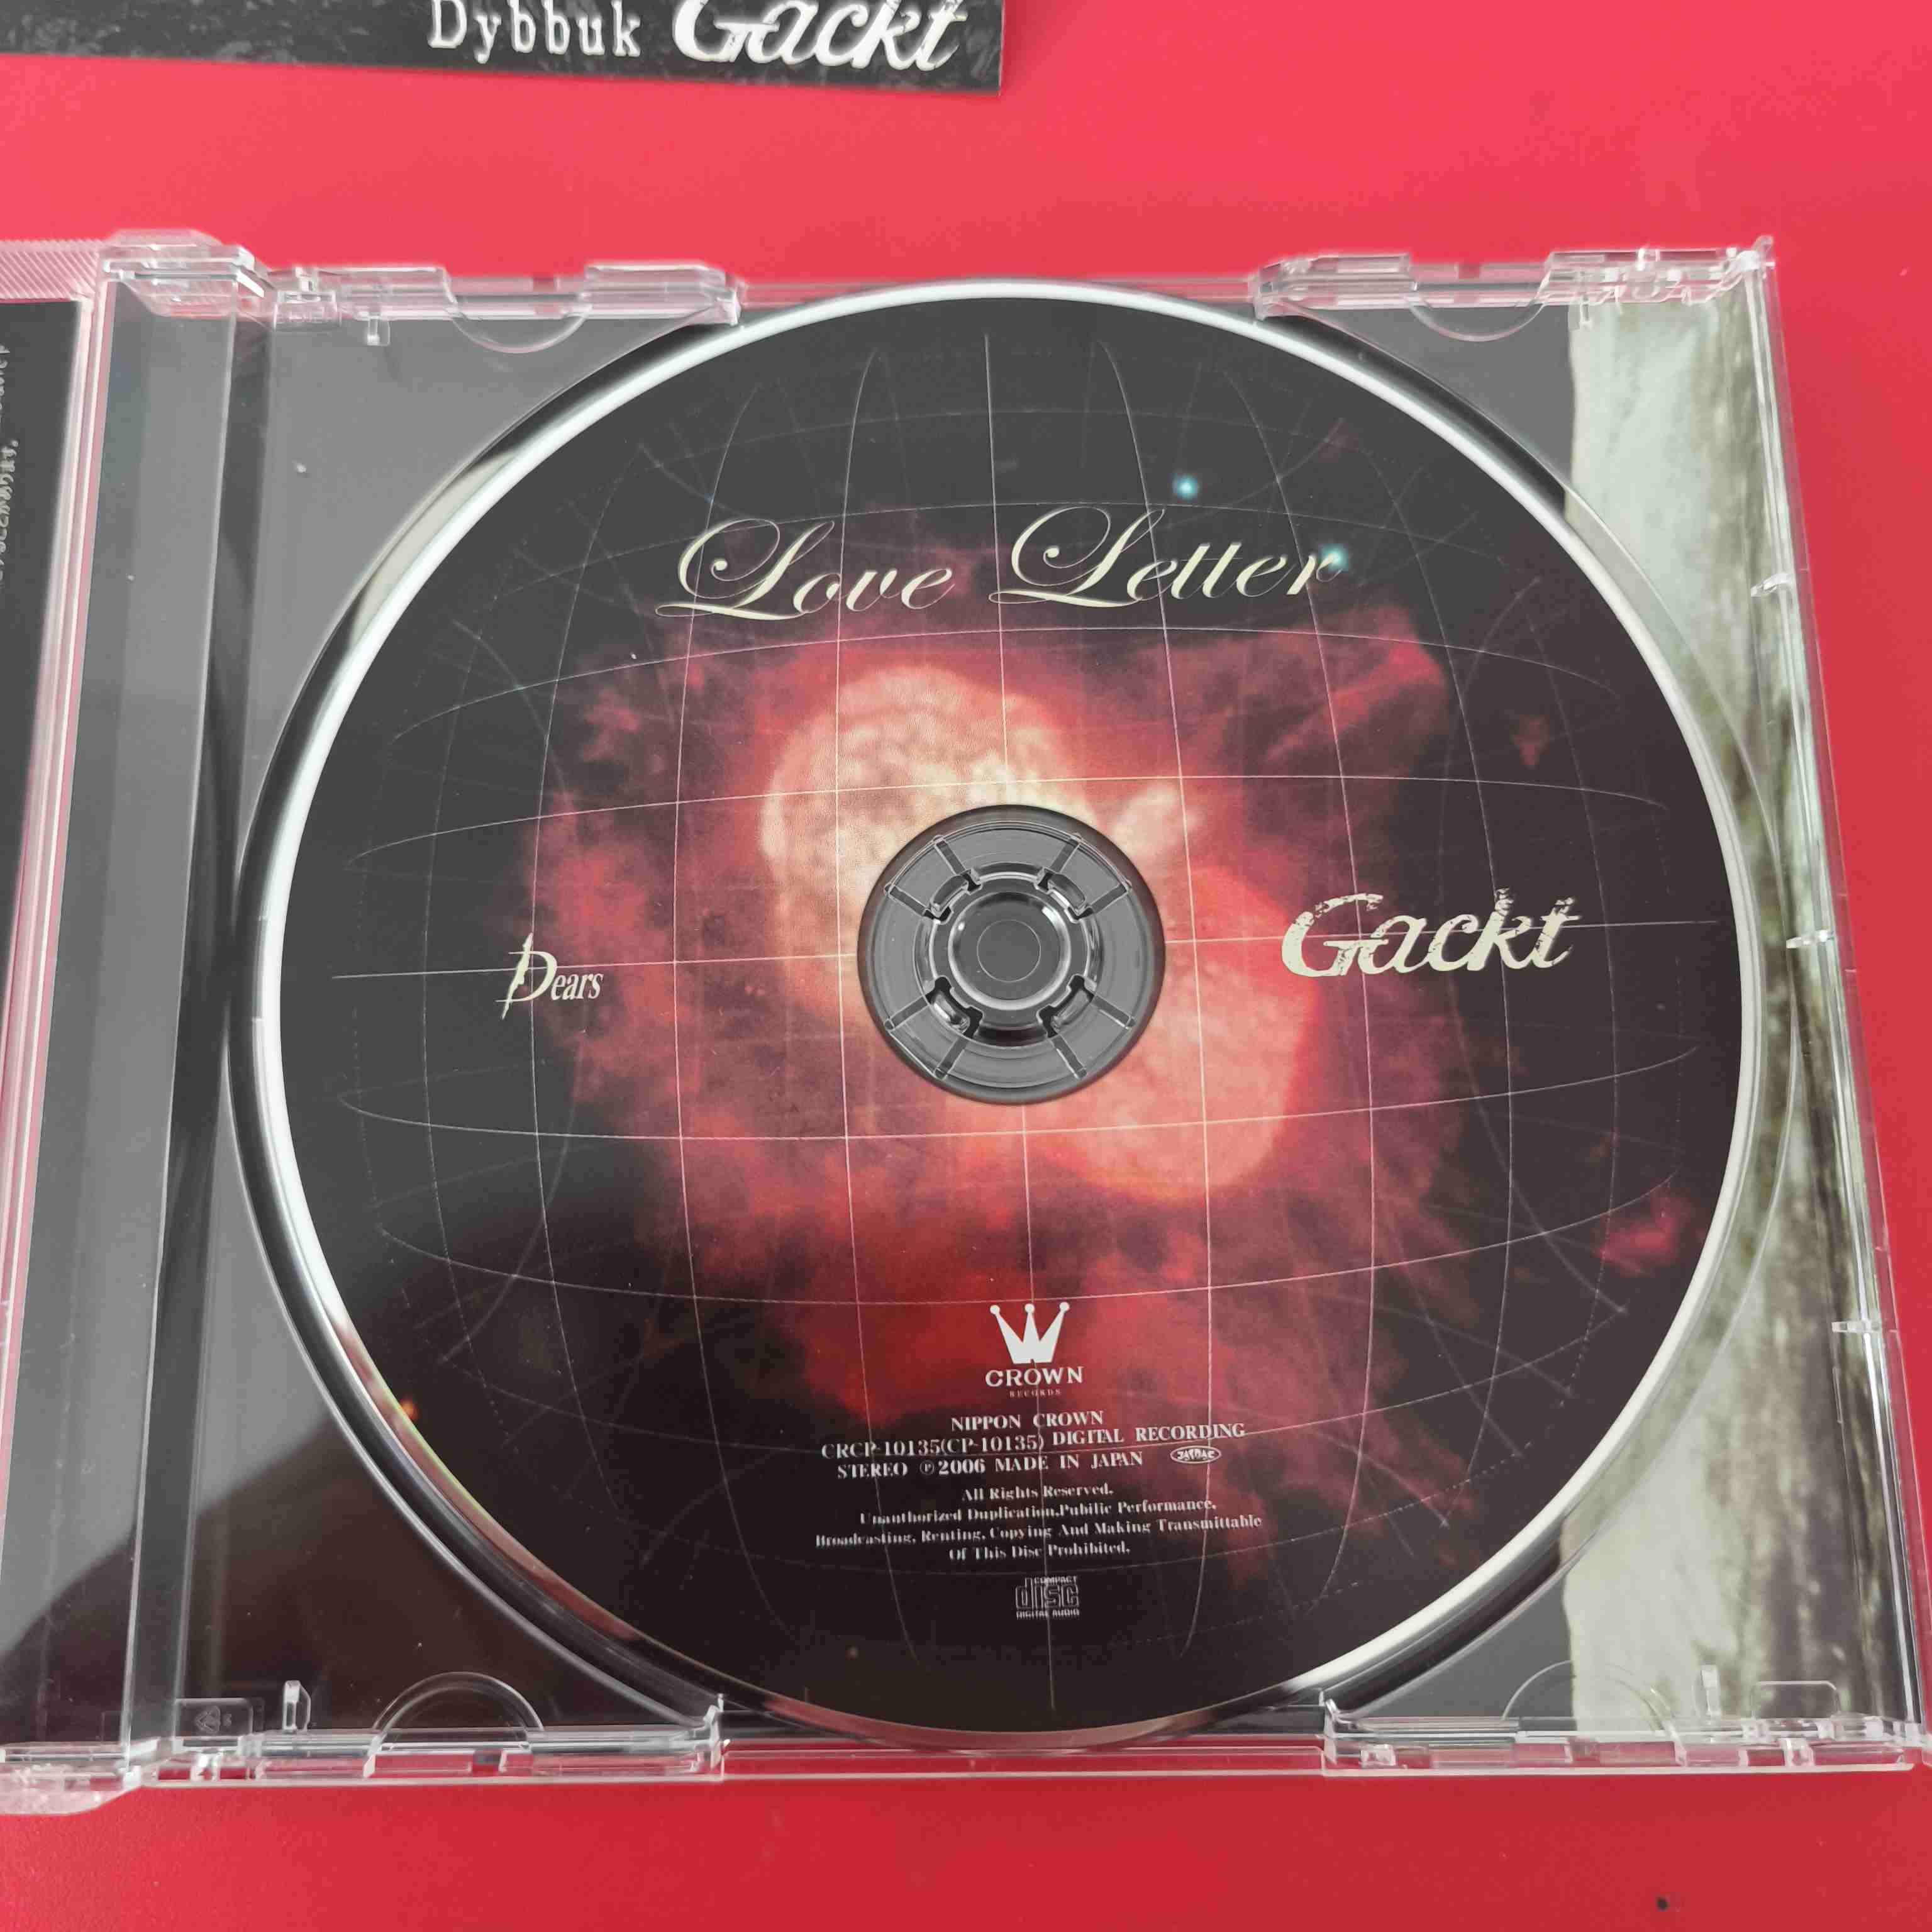 Dybbuk Gackt
Love Letter
Dears
Gackt
CROWN
RECORDS
NIPPON CROWN
CRCP-10135(CP-10135) DIGITAL RECORDING
STEREO ℗2006 MADE IN JAPAN JASRAC
All Rights Reserved.
Unauthorized Duplication.Pubilic Performance,
Broadcasting, Renting, Copying And Making Transmittable
Of This Disc Prohibited.
COMPACT
disc
DIGITAL AUDIO